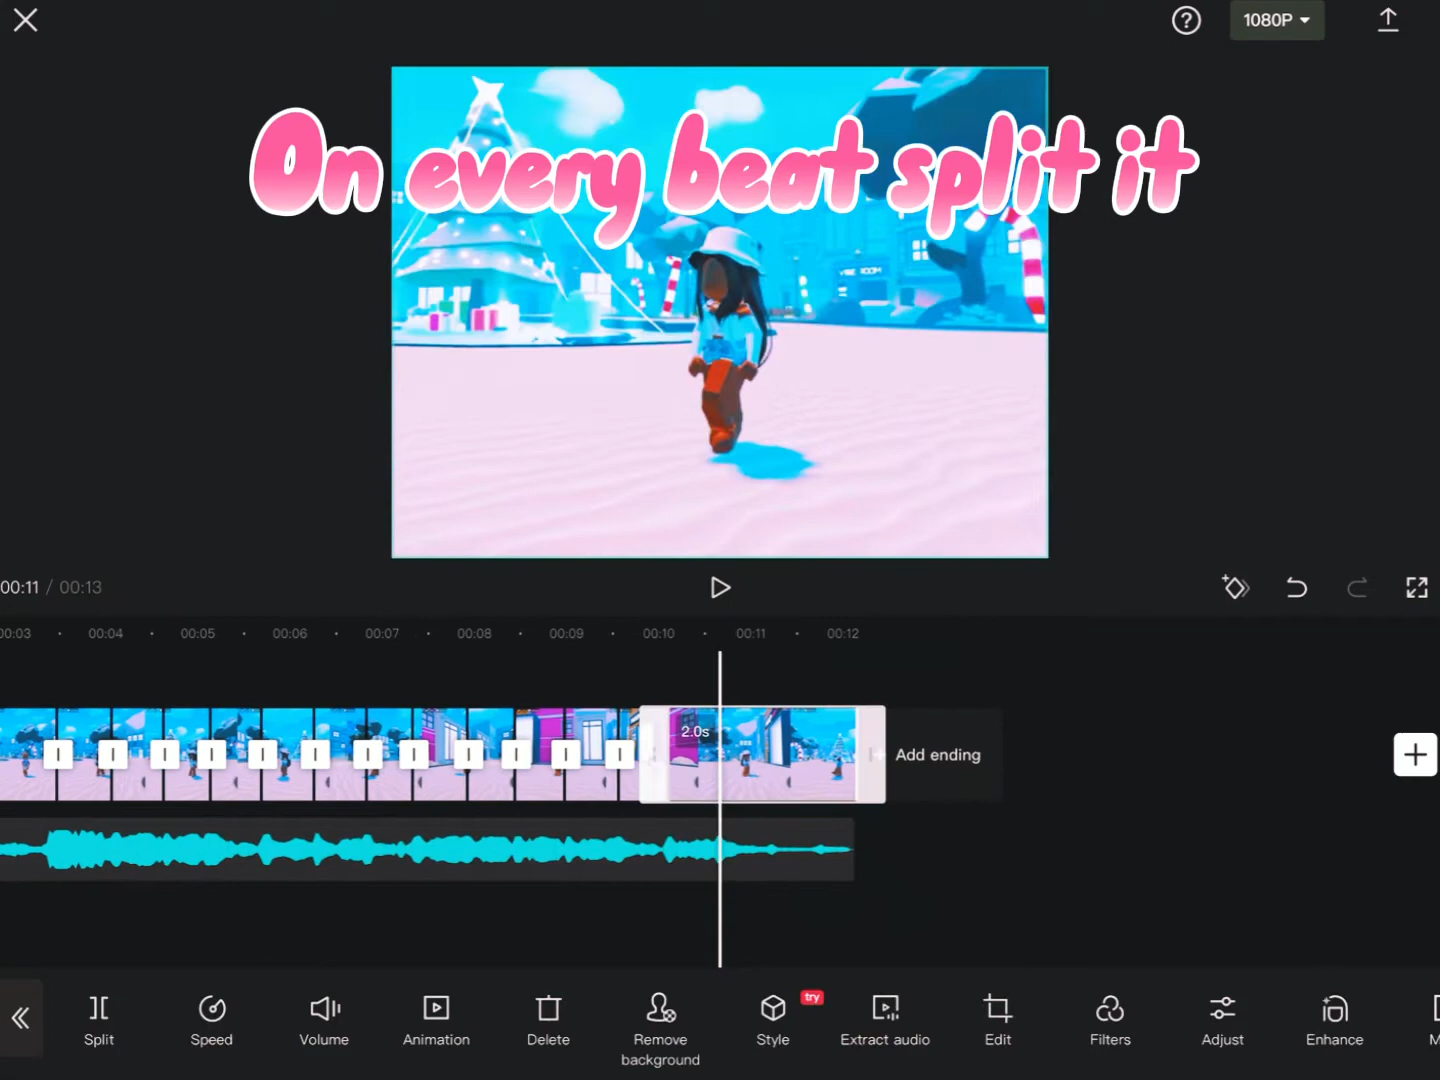 1080P
On every beat split it
VIBE ROOM
00:11 / 00:13
00:03 00:04 00:05 00:06 00:07 00:08 00:09 00:10 00:11 00:12
2.0s
Add ending
try
Split Speed Volume Animation Delete Remove background Style Extract audio Edit Filters Adjust Enhance